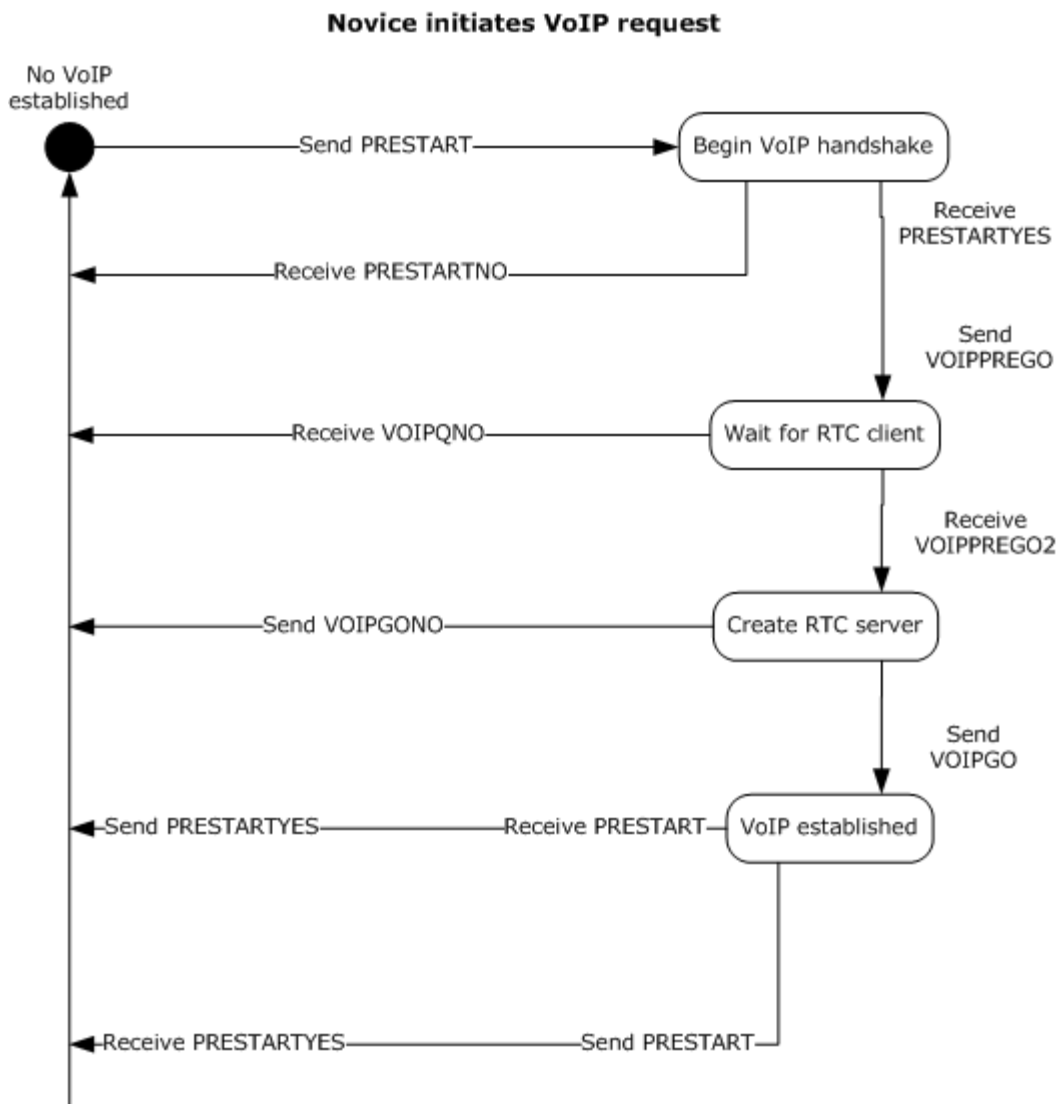 Novice initiates VoIP request
No VoIP
established
Send PRESTART
Begin VoIP handshake
Receive
PRESTARTYES
Receive PRESTARTNO
Send
VOIPPREGO
Receive VOIPQNO
Wait for RTC client
Receive
VOIPPREGO2
Send VOIPGONO
Create RTC server
Send
VOIPGO
Send PRESTARTYES
Receive PRESTART
VoIP established
Receive PRESTARTYES
Send PRESTART